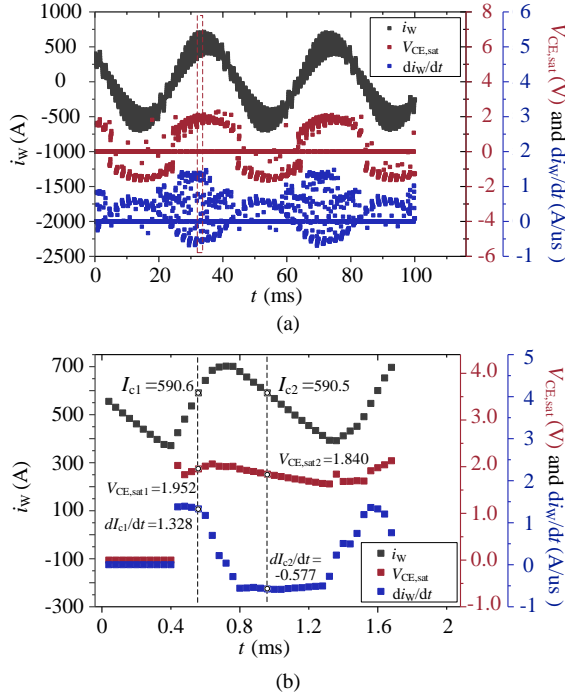 1000
500
0
-500
-1000
-1500
-2000
-2500
i_W (A)
0 20 40 60 80 100
t (ms)
8
6
4
2
0
-2
-4
-6
6
5
4
3
2
1
0
-1
V_CE,sat (V) and di_W/dt (A/us)
i_W
V_CE,sat
di_W/dt
(a)
700
500
300
100
-100
-300
i_W (A)
0 0.4 0.8 1.2 1.6 2
t (ms)
4.0
3.0
2.0
1.0
0.0
-1.0
5
4
3
2
1
0
-1
V_CE,sat (V) and di_W/dt (A/us)
I_c1 =590.6
I_c2 =590.5
V_CE,sat2=1.840
V_CE,sat1=1.952
dI_c1/dt=1.328
dI_c2/dt=
-0.577
i_W
V_CE,sat
di_W/dt
(b)